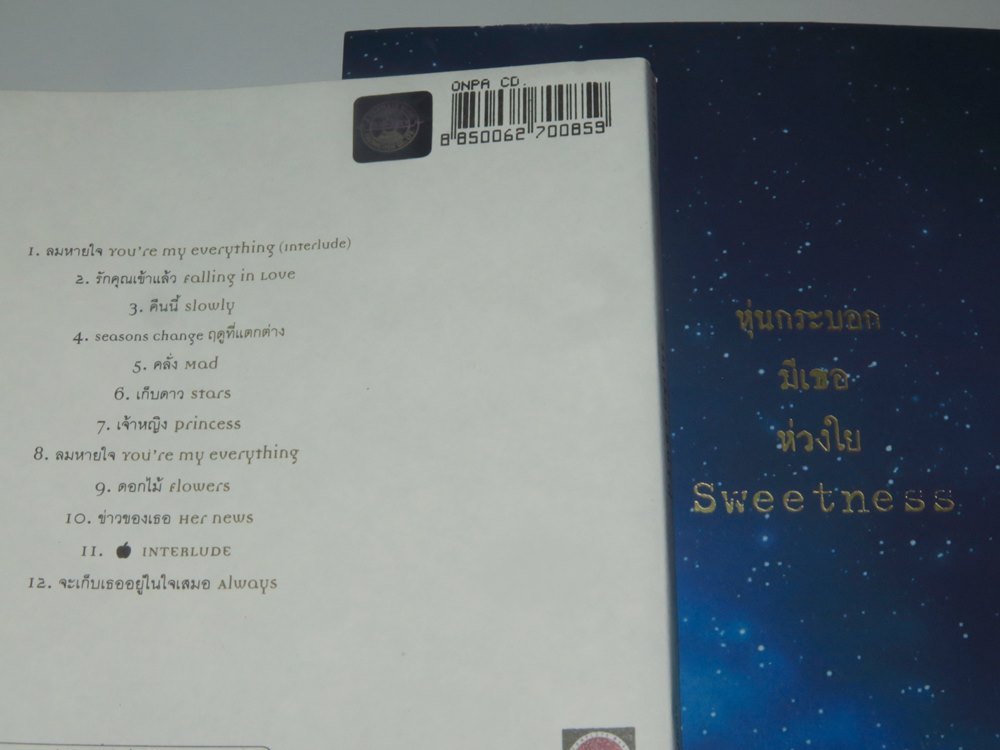 ONPA CD.
8 850062 700859
1. ลมหายใจ You're my everything (Interlude)
2. รักคุณเข้าแล้ว Falling in Love
3. คืนนี้ slowly
4. seasons change ฤดูที่แตกต่าง
5. คลั่ง Mad
6. เก็บดาว stars
7. เจ้าหญิง princess
8. ลมหายใจ You're my everything
9. ดอกไม้ Flowers
10. ข่าวของเธอ Her news
11. INTERLUDE
12. จะเก็บเธออยู่ในใจเสมอ Always
หุ่นกระบอก
มีเธอ
ห่วงใย
Sweetness